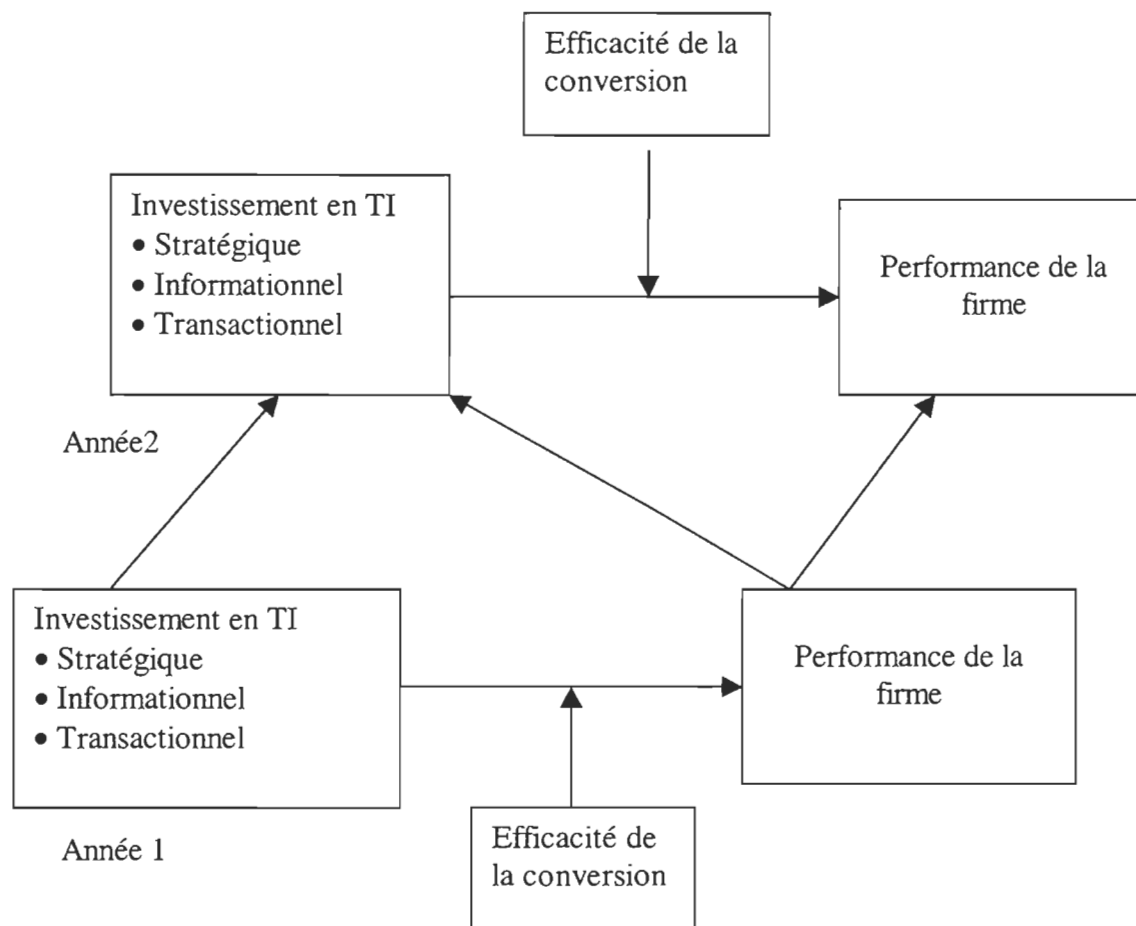 Efficacité de la
conversion
Investissement en TI
• Stratégique
• Informationnel
• Transactionnel
Performance de la
firme
Année2
Investissement en TI
• Stratégique
• Informationnel
• Transactionnel
Performance de la
firme
Année 1
Efficacité de
la conversion